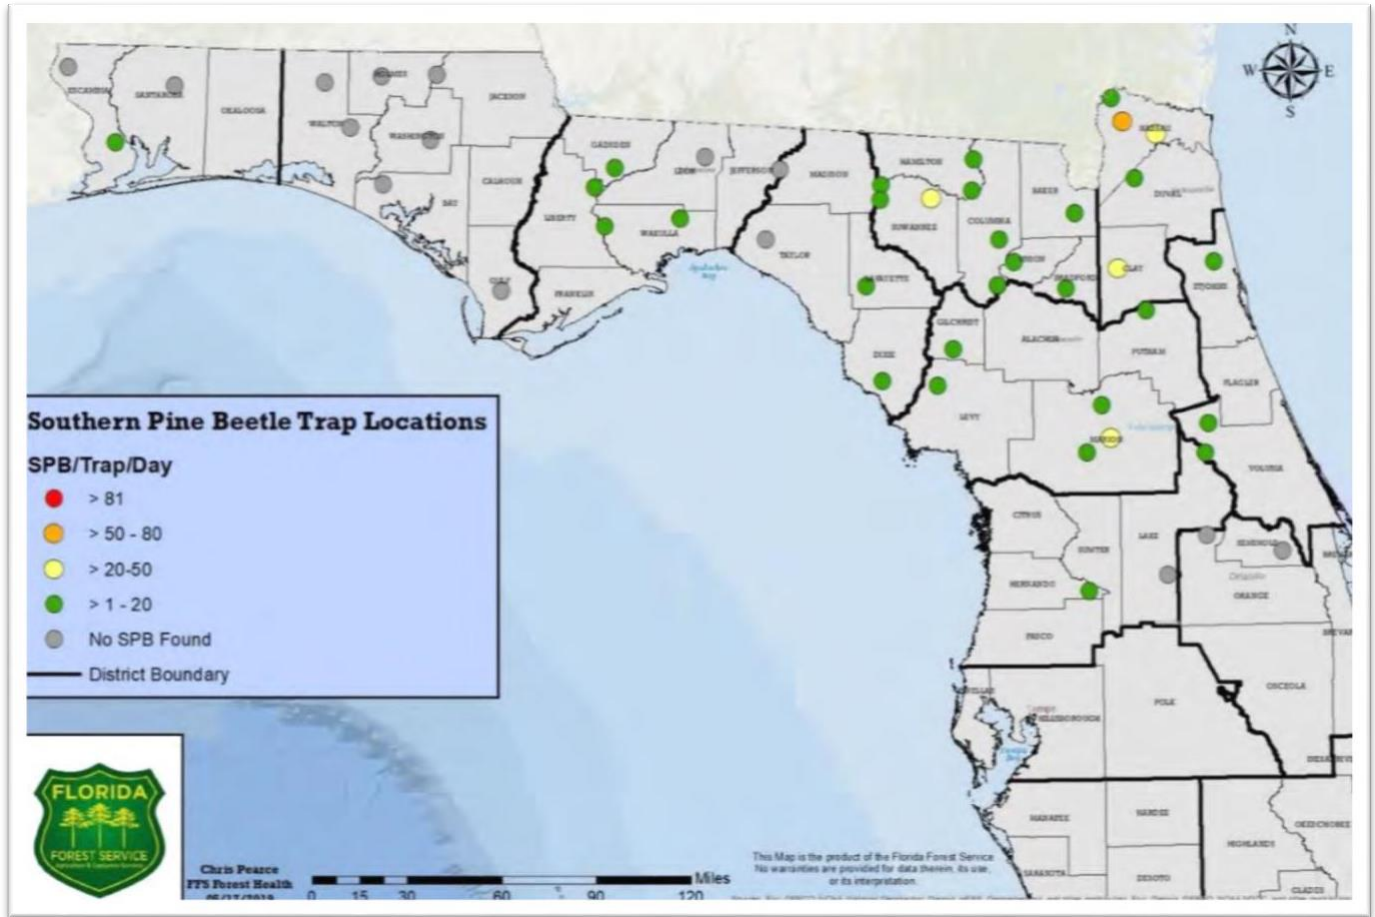 N
W E
S
ESCAMBIA
SANTA ROSA
OKALOOSA
HOLMES
JACKSON
WALTON
WASHINGTON
CALHOUN
BAY
GULF
GADSDEN
LEON
JEFFERSON
MADISON
LIBERTY
WAKULLA
FRANKLIN
TAYLOR
HAMILTON
SUWANNEE
COLUMBIA
BAKER
NASSAU
DUVAL
LAFAYETTE
BRADFORD
CLAY
ST JOHNS
GILCHRIST
ALACHUA
PUTNAM
DIXIE
FLAGLER
LEVY
MARION
VOLUSIA
CITRUS
SUMTER
LAKE
SEMINOLE
HERNANDO
Orlando
ORANGE
PASCO
OSCEOLA
POLK
Tampa
HILLSBOROUGH
MANATEE
HARDEE
HIGHLANDS
OKEECHOBEE
SARASOTA
DESOTO
GLADES
Southern Pine Beetle Trap Locations
SPB/Trap/Day
> 81
> 50 - 80
> 20-50
> 1 - 20
No SPB Found
District Boundary
FLORIDA
FOREST SERVICE
Chris Pearce
FFS Forest Health
05/17/2019
0 15 30 60 90 120 Miles
This Map is the product of the Florida Forest Service
No warranties are provided for data therein, its use,
or its interpretation.